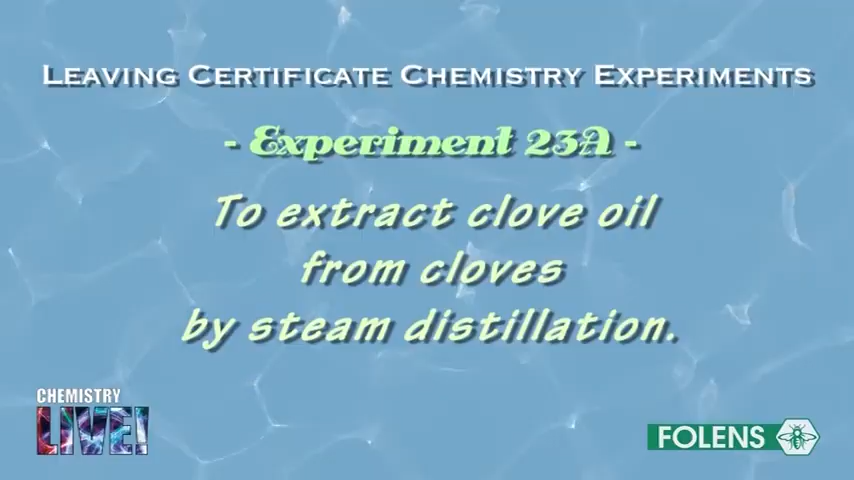 Leaving Certificate Chemistry Experiments
- Experiment 23A -
To extract clove oil
from cloves
by steam distillation.
CHEMISTRY
LIVE!
FOLENS